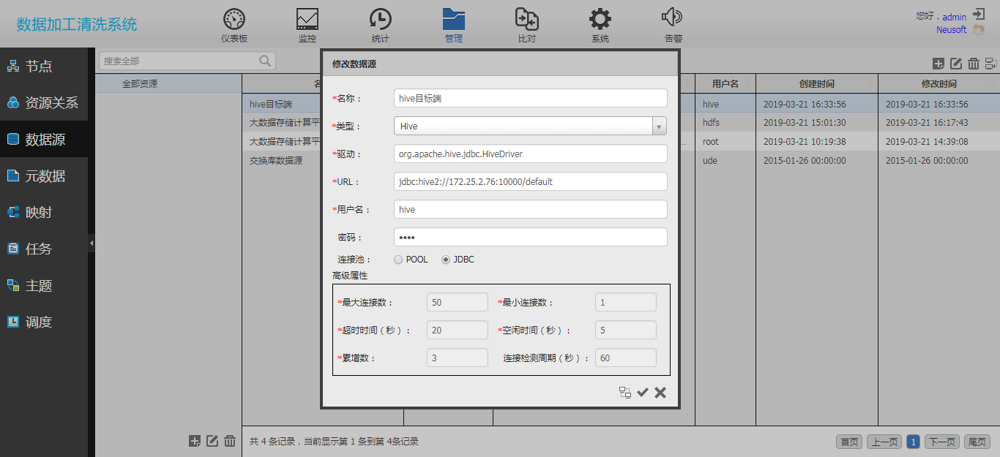 数据加工清洗系统
仪表板 监控 统计 管理 比对 系统 告警
您好，admin
Neusoft
节点
资源关系
数据源
元数据
映射
任务
主题
调度
搜索全部
全部资源
用户名 创建时间 修改时间
hive目标端 hive 2019-03-21 16:33:56 2019-03-21 16:33:56
大数据存储计算平 hdfs 2019-03-21 15:01:30 2019-03-21 16:17:43
大数据存储计算平 ... root 2019-03-21 10:19:38 2019-03-21 14:39:08
交换库数据源 ude 2015-01-26 00:00:00 2015-01-26 00:00:00
修改数据源
*名称： hive目标端
*类型： Hive
*驱动： org.apache.hive.jdbc.HiveDriver
*URL： jdbc:hive2://172.25.2.76:10000/default
*用户名： hive
密码： ••••
连接池： POOL JDBC
高级属性
*最大连接数： 50 *最小连接数： 1
*超时时间（秒）： 20 *空闲时间（秒）： 5
*累增数： 3 连接检测周期（秒）： 60
共 4 条记录，当前显示第 1 条到第 4条记录
首页 上一页 1 下一页 尾页